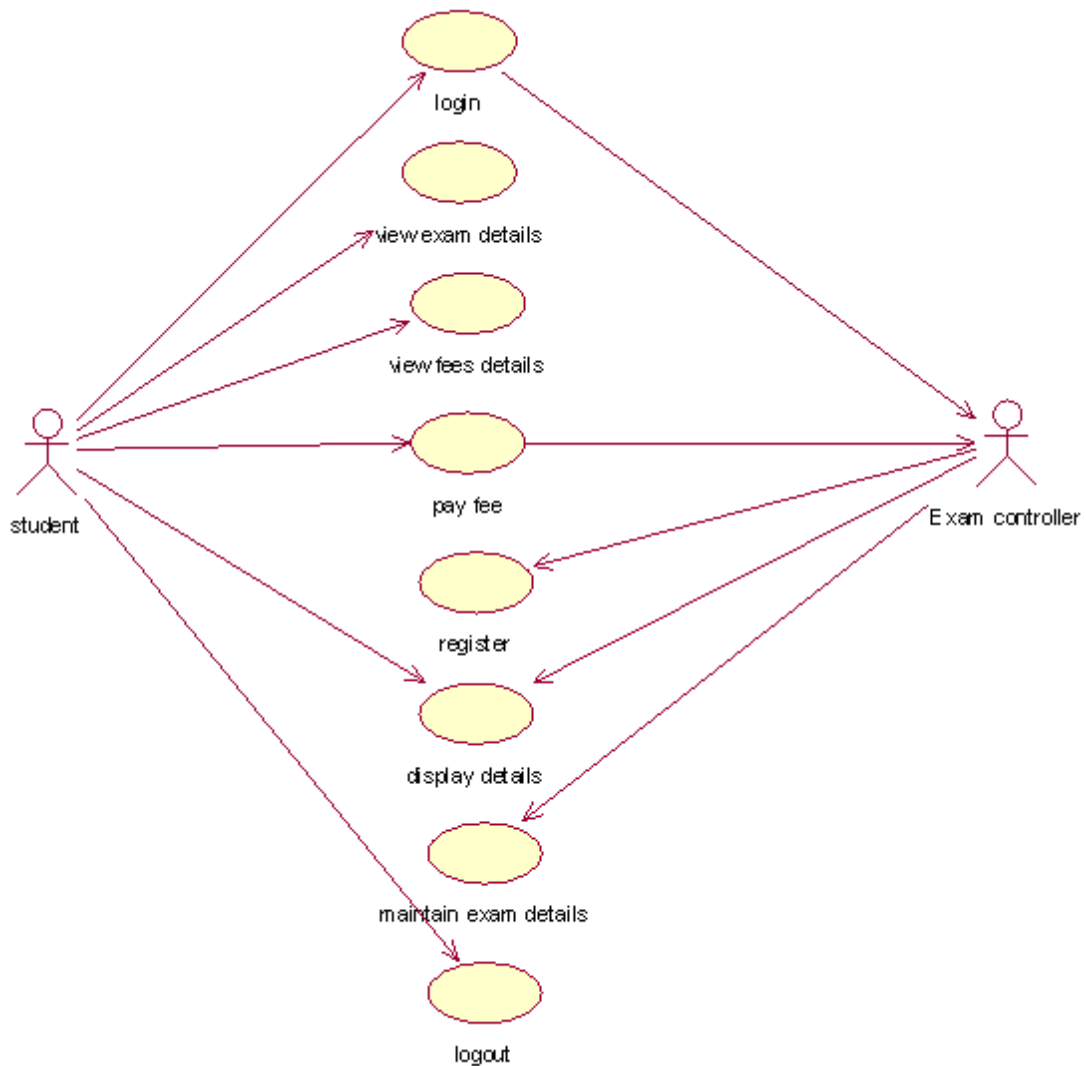 login
view exam details
view fees details
pay fee
student
Exam controller
register
display details
maintain exam details
logout